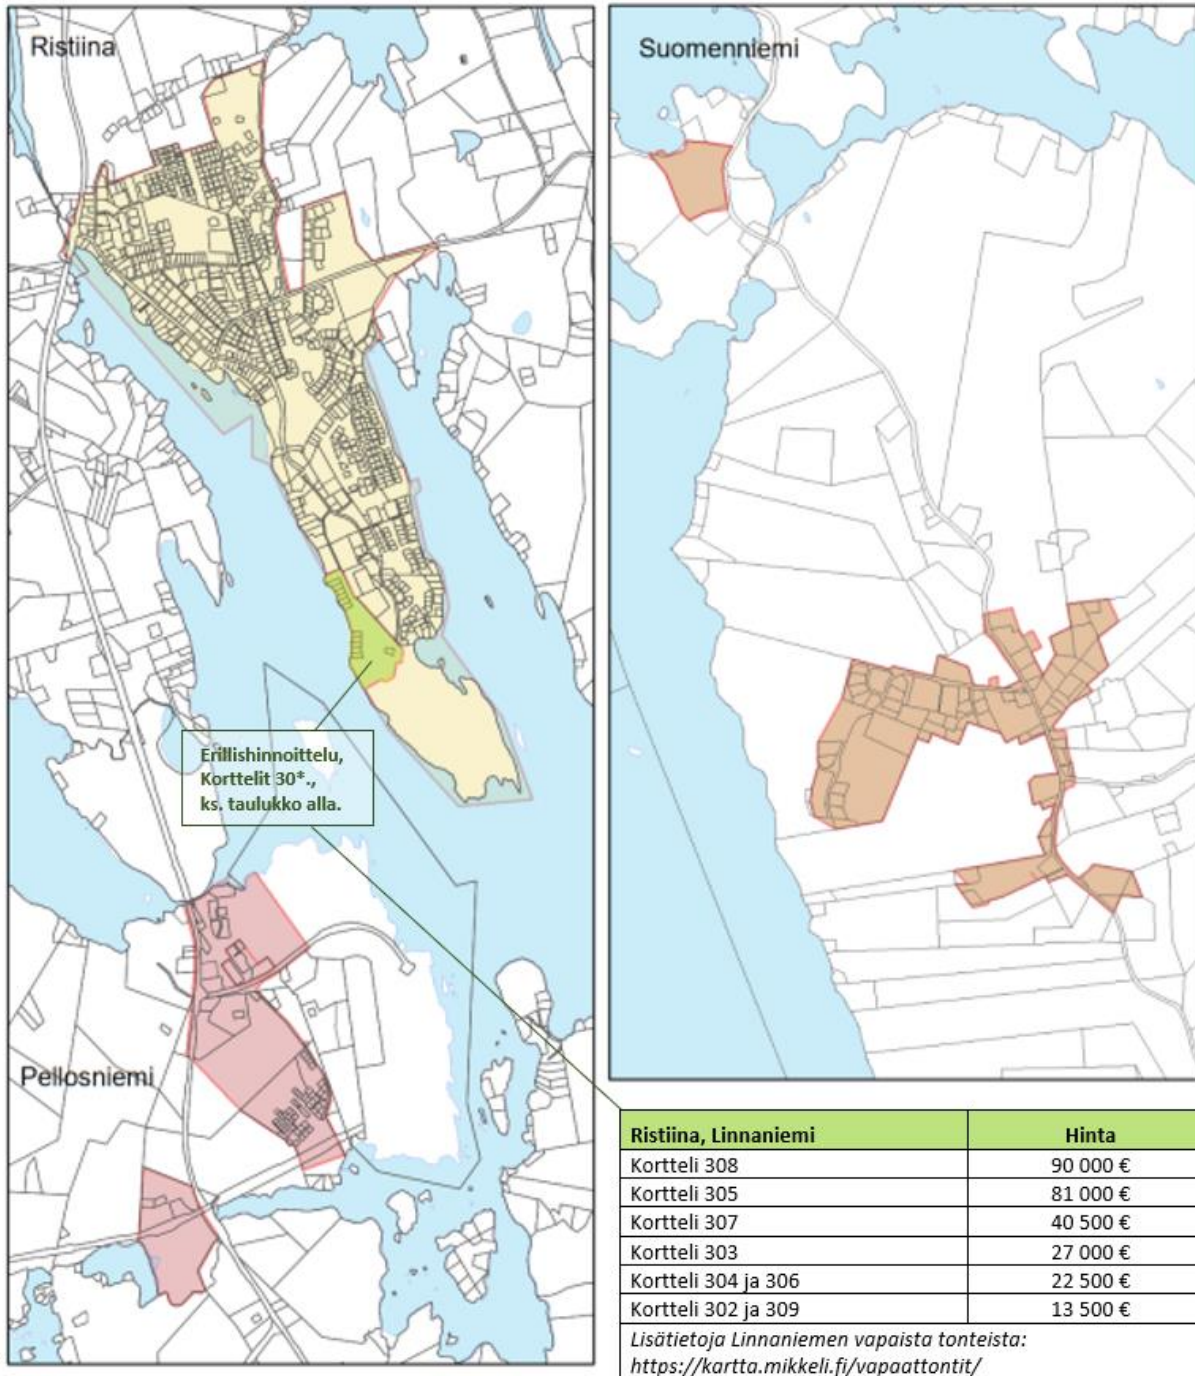 Ristiina
Suomenniemi
Erillishinnoittelu,
Korttelit 30*.,
ks. taulukko alla.
Pellosniemi
Ristiina, Linnaniemi Hinta
Kortteli 308 90 000 €
Kortteli 305 81 000 €
Kortteli 307 40 500 €
Kortteli 303 27 000 €
Kortteli 304 ja 306 22 500 €
Kortteli 302 ja 309 13 500 €
Lisätietoja Linnaniemen vapaista tonteista:
https://kartta.mikkeli.fi/vapaattontit/